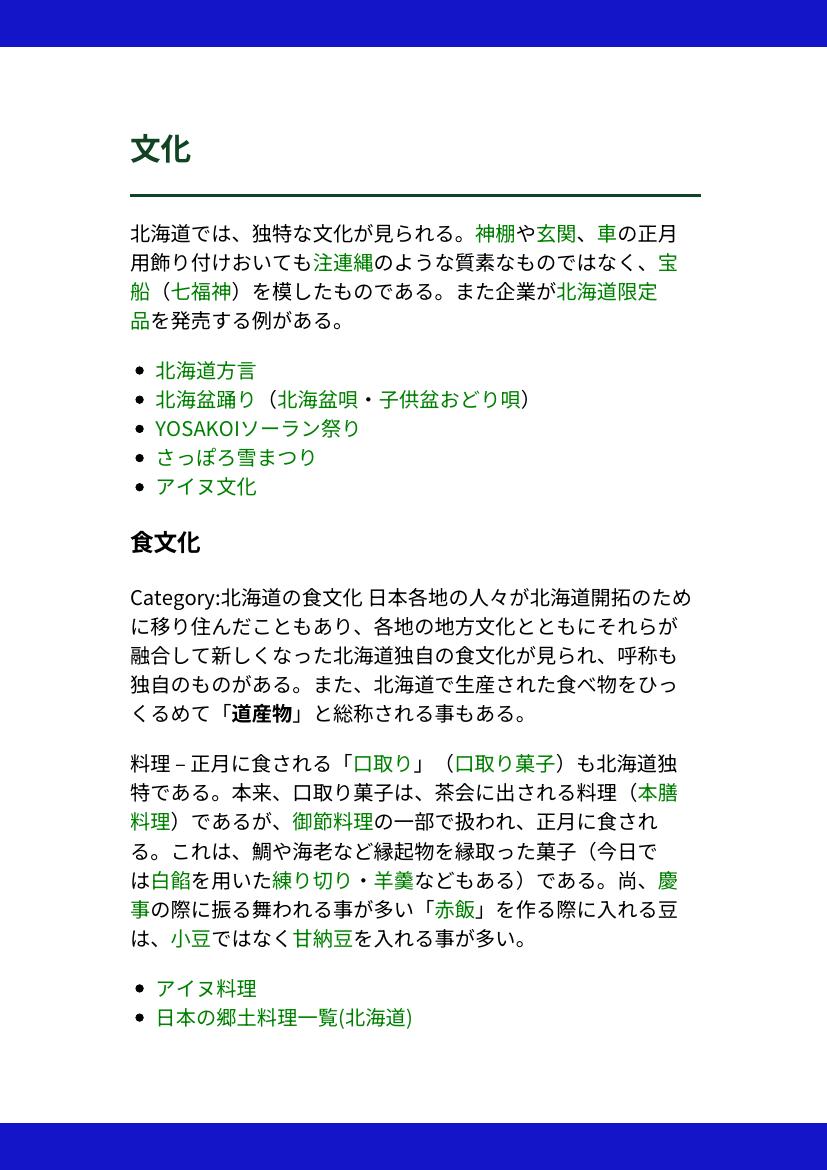 文化
北海道では、独特な文化が見られる。神棚や玄関、車の正月
用飾り付けおいても注連縄のような質素なものではなく、宝
船（七福神）を模したものである。また企業が北海道限定
品を発売する例がある。
• 北海道方言
• 北海盆踊り（北海盆唄・子供盆おどり唄）
• YOSAKOIソーラン祭り
• さっぽろ雪まつり
• アイヌ文化
食文化
Category:北海道の食文化 日本各地の人々が北海道開拓のため
に移り住んだこともあり、各地の地方文化とともにそれらが
融合して新しくなった北海道独自の食文化が見られ、呼称も
独自のものがある。また、北海道で生産された食べ物をひっ
くるめて「道産物」と総称される事もある。
料理 – 正月に食される「口取り」（口取り菓子）も北海道独
特である。本来、口取り菓子は、茶会に出される料理（本膳
料理）であるが、御節料理の一部で扱われ、正月に食され
る。これは、鯛や海老など縁起物を縁取った菓子（今日で
は白餡を用いた練り切り・羊羹などもある）である。尚、慶
事の際に振る舞われる事が多い「赤飯」を作る際に入れる豆
は、小豆ではなく甘納豆を入れる事が多い。
• アイヌ料理
• 日本の郷土料理一覧(北海道)